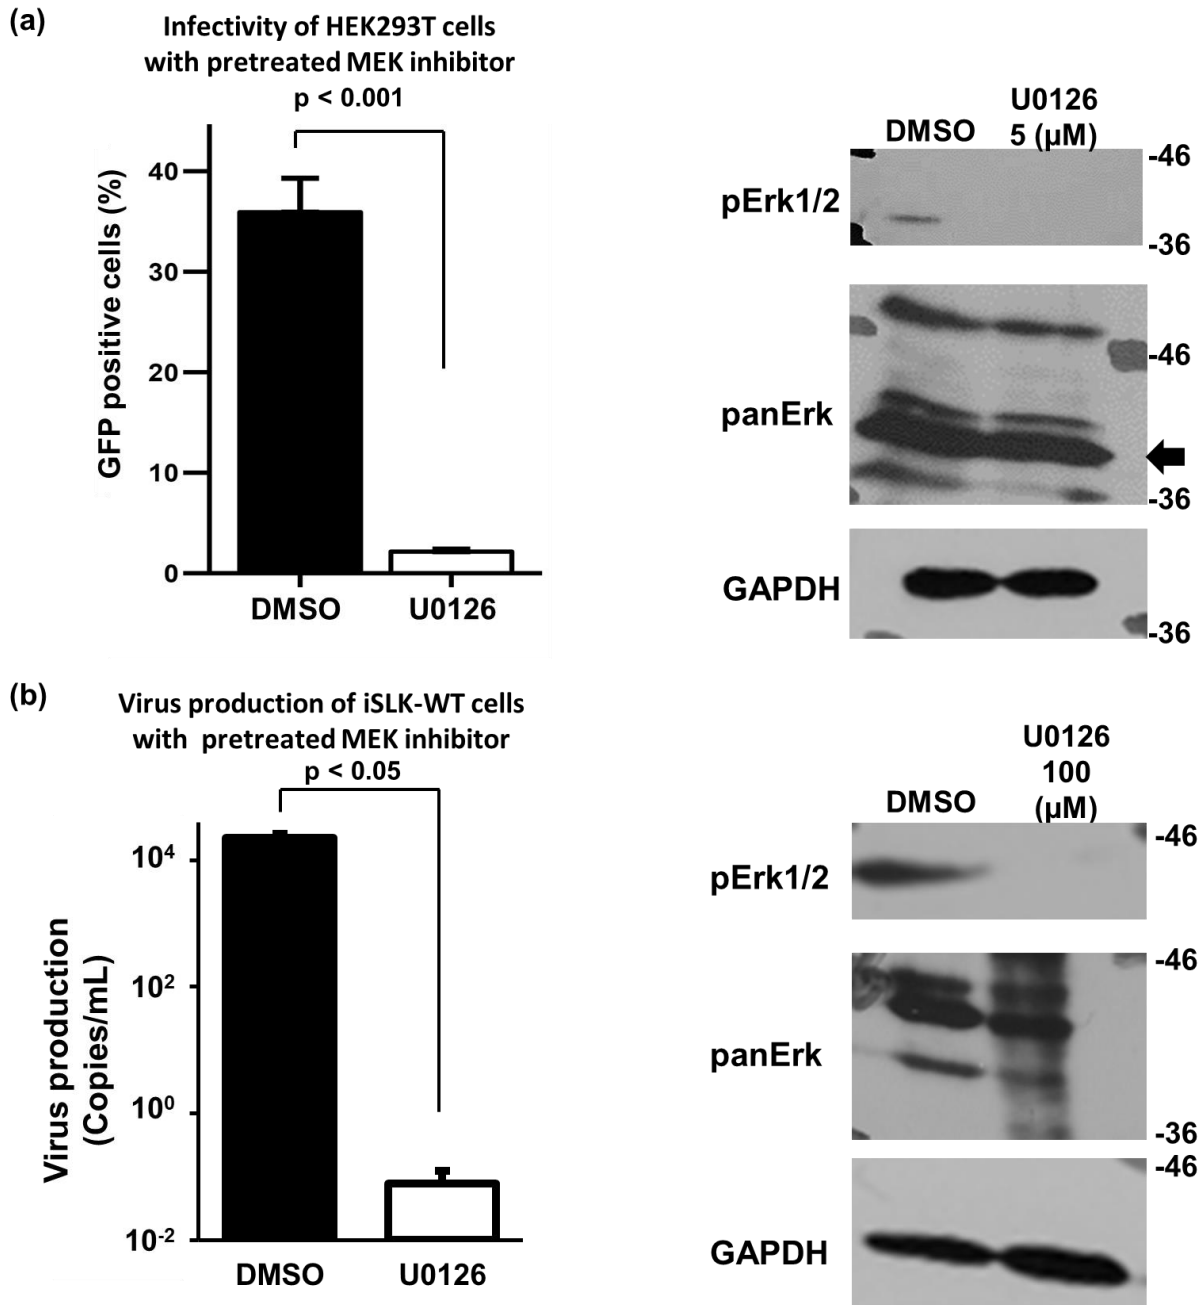 (a)
Infectivity of HEK293T cells
with pretreated MEK inhibitor
p < 0.001
GFP positive cells (%)
40
30
20
10
0
DMSO
U0126
DMSO
U0126
5 (μM)
pErk1/2
-46
-36
panErk
-46
-36
GAPDH
-36
(b)
Virus production of iSLK-WT cells
with pretreated MEK inhibitor
p < 0.05
Virus production
(Copies/mL)
10⁴
10²
10⁰
10⁻²
DMSO
U0126
DMSO
U0126
100
(μM)
pErk1/2
-46
panErk
-46
-36
GAPDH
-46